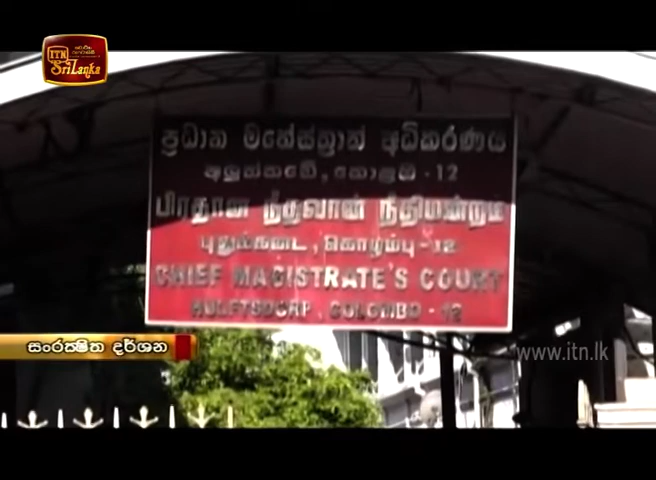 ITN
SriLanka
ප්‍රධාන මහේස්ත්‍රාත් අධිකරණය
අලුත්කඩේ, කොළඹ - 12
பிரதான நீதவான் நீதிமன்றம்
புதுக்கடை, கொழும்பு - 12
CHIEF MAGISTRATE'S COURT
HULFTSDORP, COLOMBO - 12
සංරක්ෂිත දර්ශන
www.itn.lk